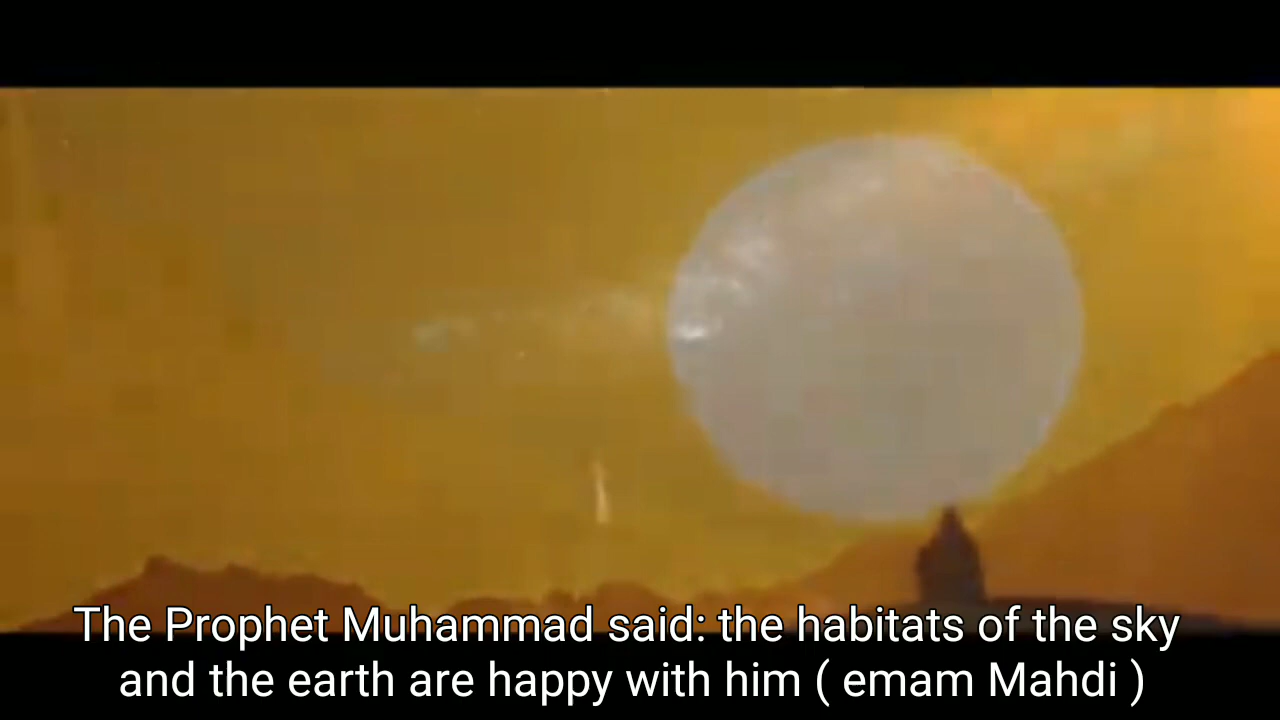 The Prophet Muhammad said: the habitats of the sky
and the earth are happy with him ( emam Mahdi )